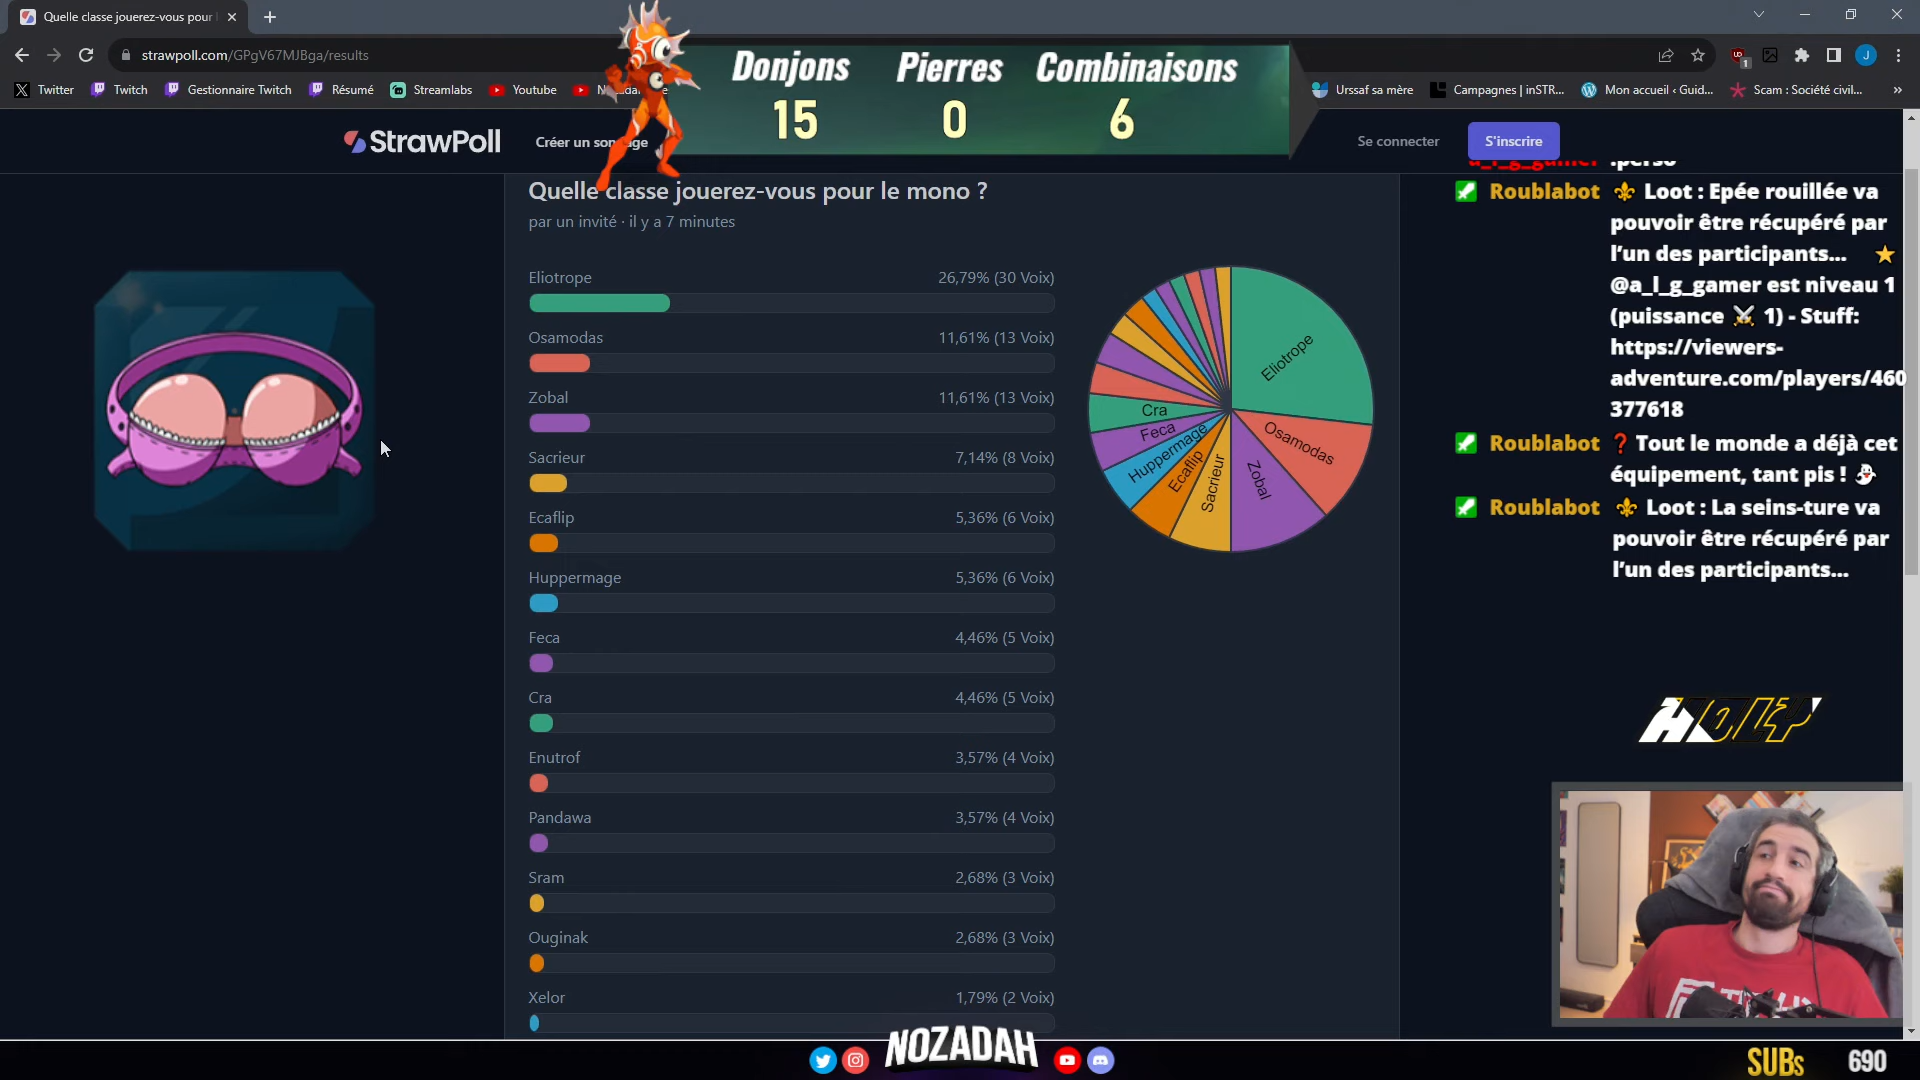 Quelle classe jouerez-vous pour
strawpoll.com/GPgV67MJBga/results
Twitter
Twitch
Gestionnaire Twitch
Résumé
Streamlabs
Youtube
Urssaf sa mère
Campagnes | inSTR...
Mon accueil ‹ Guid...
Scam : Société civil...
»
Donjons
Pierres
Combinaisons
15
0
6
StrawPoll
Créer un sondage
Se connecter
S'inscrire
Quelle classe jouerez-vous pour le mono ?
par un invité · il y a 7 minutes
Eliotrope 26,79% (30 Voix)
Osamodas 11,61% (13 Voix)
Zobal 11,61% (13 Voix)
Sacrieur 7,14% (8 Voix)
Ecaflip 5,36% (6 Voix)
Huppermage 5,36% (6 Voix)
Feca 4,46% (5 Voix)
Cra 4,46% (5 Voix)
Enutrof 3,57% (4 Voix)
Pandawa 3,57% (4 Voix)
Sram 2,68% (3 Voix)
Ouginak 2,68% (3 Voix)
Xelor 1,79% (2 Voix)
Eliotrope
Osamodas
Zobal
Sacrieur
Ecaflip
Huppermage
Feca
Cra
a_l_g_gamer .perso
Roublabot Loot : Epée rouillée va
pouvoir être récupéré par
l'un des participants...
@a_l_g_gamer est niveau 1
(puissance 1) - Stuff:
https://viewers-
adventure.com/players/460
377618
Roublabot Tout le monde a déjà cet
équipement, tant pis !
Roublabot Loot : La seins-ture va
pouvoir être récupéré par
l'un des participants...
HOLY
NOZADAH
SUBs 690